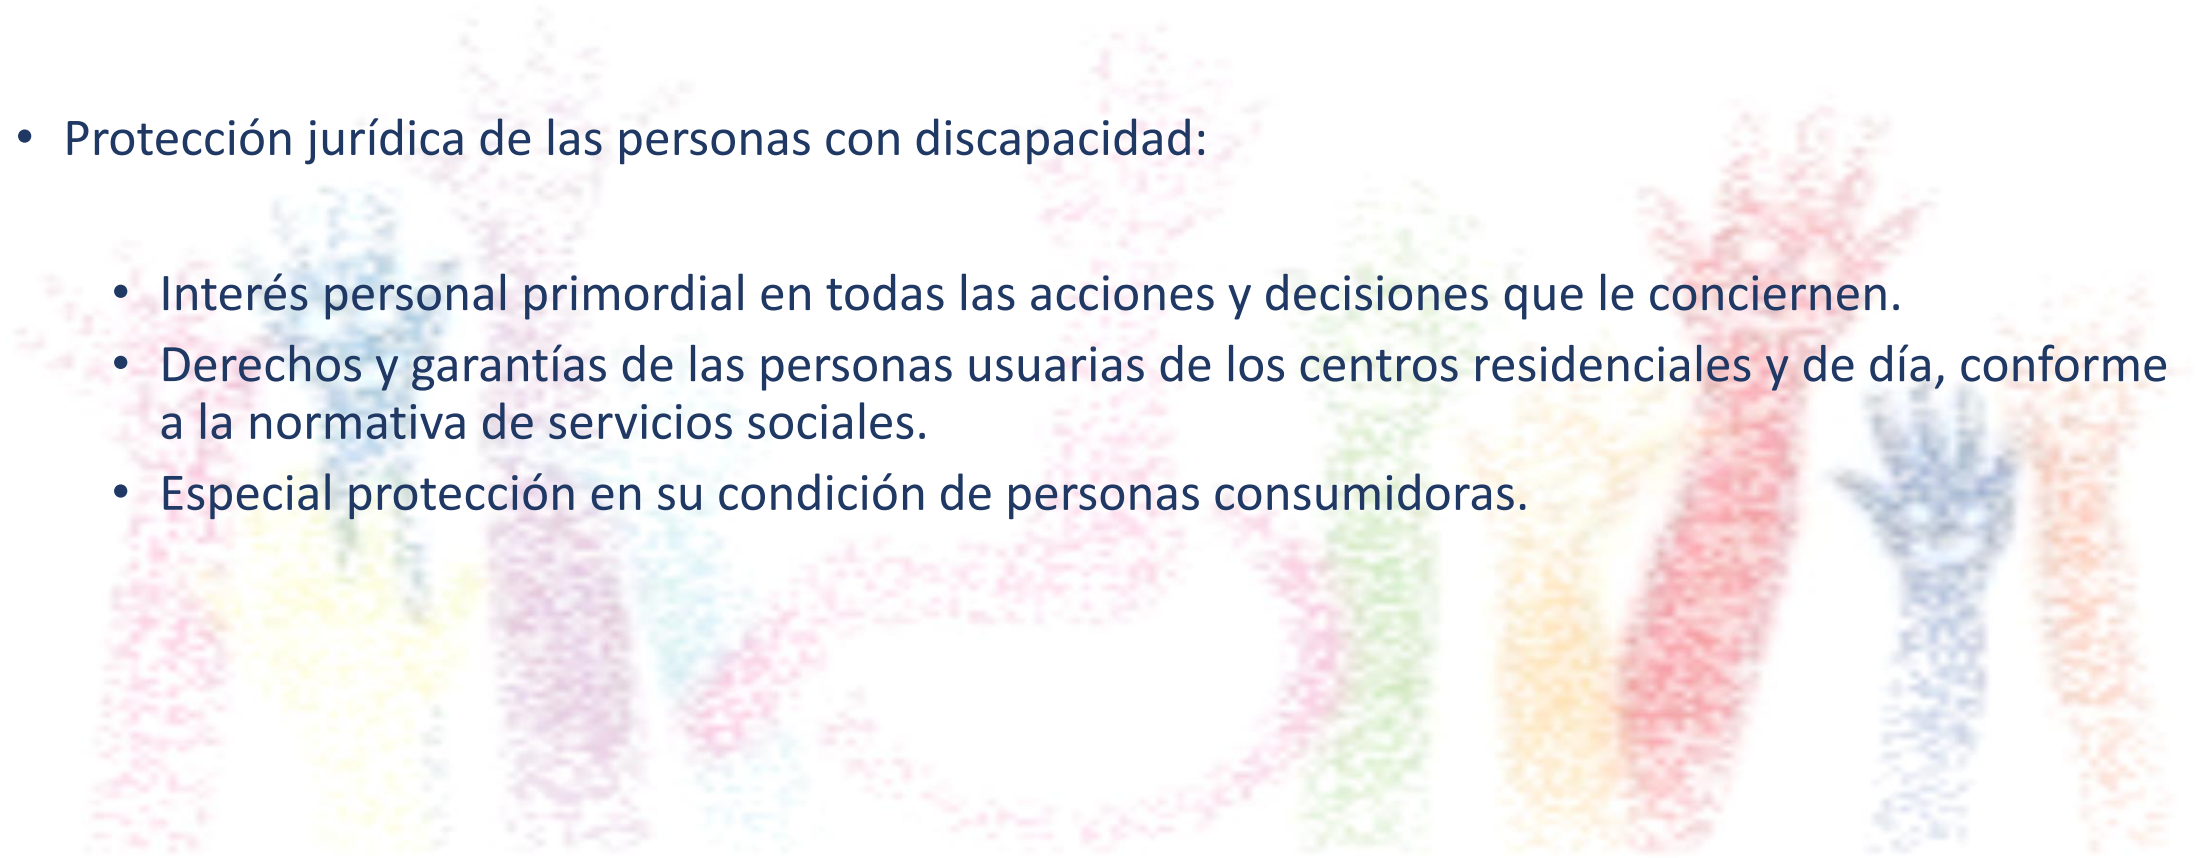 • Protección jurídica de las personas con discapacidad:
• Interés personal primordial en todas las acciones y decisiones que le conciernen.
• Derechos y garantías de las personas usuarias de los centros residenciales y de día, conforme
a la normativa de servicios sociales.
• Especial protección en su condición de personas consumidoras.